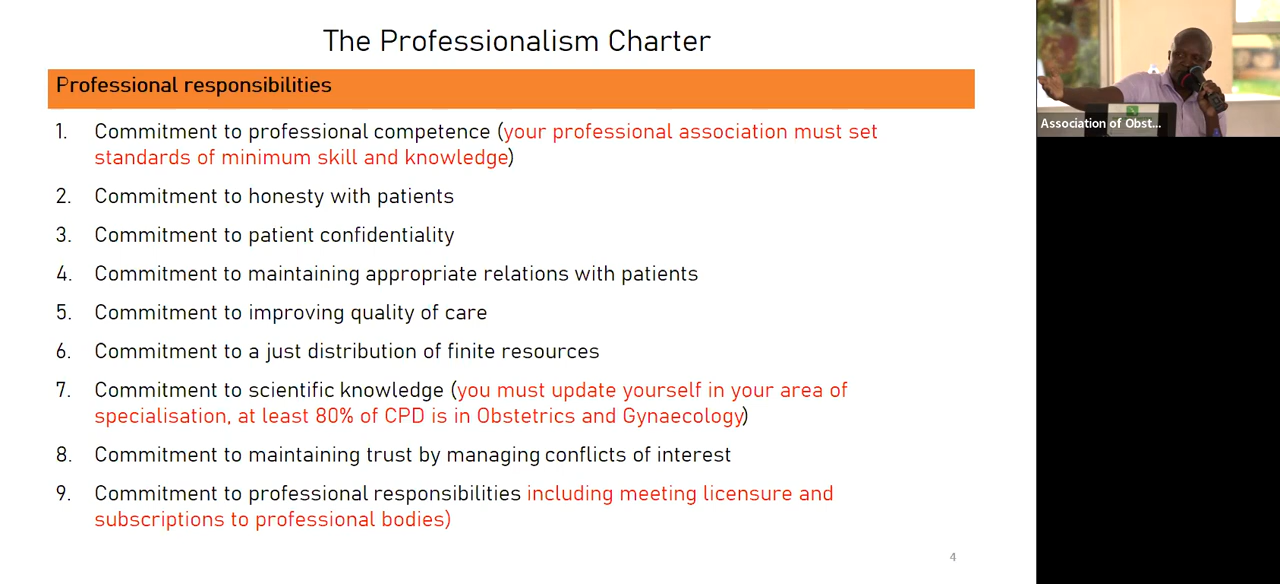 The Professionalism Charter
Professional responsibilities
1. Commitment to professional competence (your professional association must set
standards of minimum skill and knowledge)
2. Commitment to honesty with patients
3. Commitment to patient confidentiality
4. Commitment to maintaining appropriate relations with patients
5. Commitment to improving quality of care
6. Commitment to a just distribution of finite resources
7. Commitment to scientific knowledge (you must update yourself in your area of
specialisation, at least 80% of CPD is in Obstetrics and Gynaecology)
8. Commitment to maintaining trust by managing conflicts of interest
9. Commitment to professional responsibilities including meeting licensure and
subscriptions to professional bodies)
4
Association of Obst...